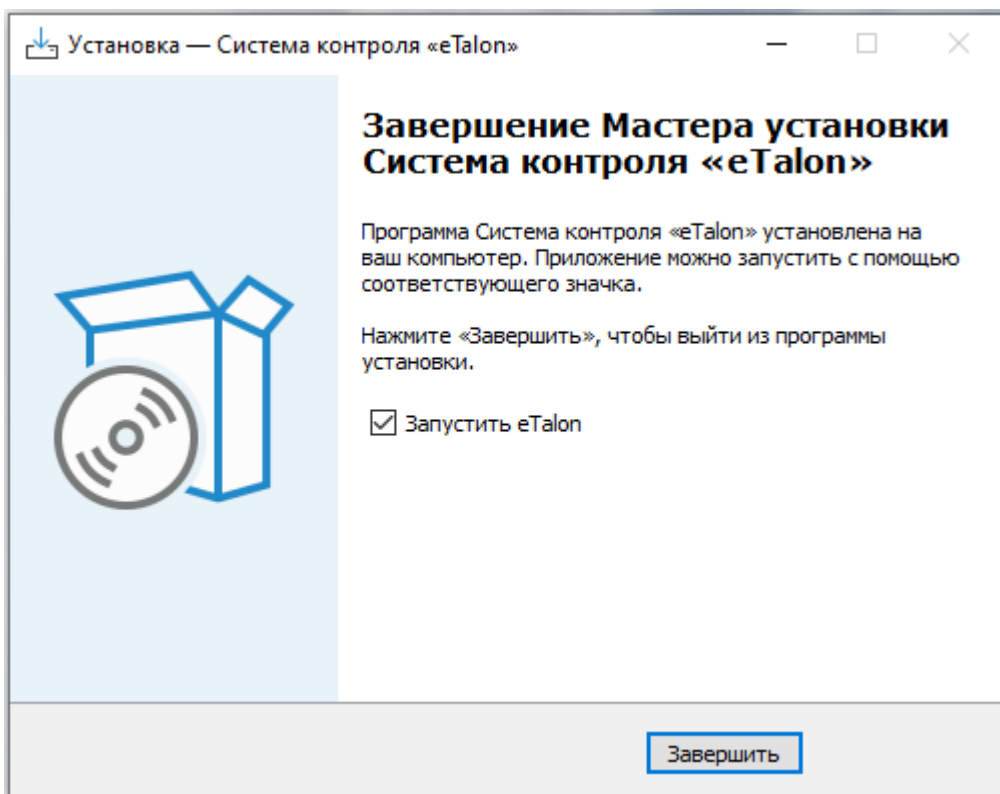 Установка — Система контроля «eTalon»
Завершение Мастера установки
Система контроля «eTalon»
Программа Система контроля «eTalon» установлена на
ваш компьютер. Приложение можно запустить с помощью
соответствующего значка.
Нажмите «Завершить», чтобы выйти из программы
установки.
Запустить eTalon
Завершить